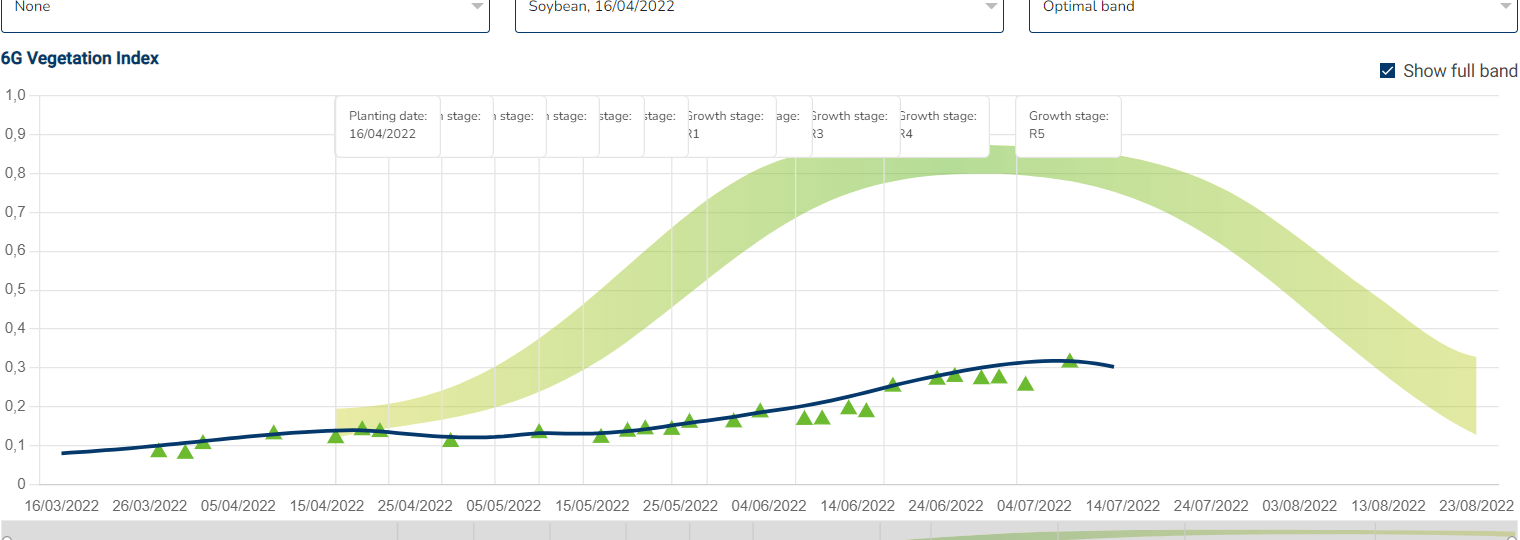 None
Soybean, 16/04/2022
Optimal band
6G Vegetation Index
Show full band
1,0
0,9
0,8
0,7
0,6
0,5
0,4
0,3
0,2
0,1
0
Planting date:
16/04/2022
stage:
stage:
stage:
stage:
stage:
Growth stage:
R1
age:
Growth stage:
R3
Growth stage:
R4
Growth stage:
R5
16/03/2022 26/03/2022 05/04/2022 15/04/2022 25/04/2022 05/05/2022 15/05/2022 25/05/2022 04/06/2022 14/06/2022 24/06/2022 04/07/2022 14/07/2022 24/07/2022 03/08/2022 13/08/2022 23/08/2022